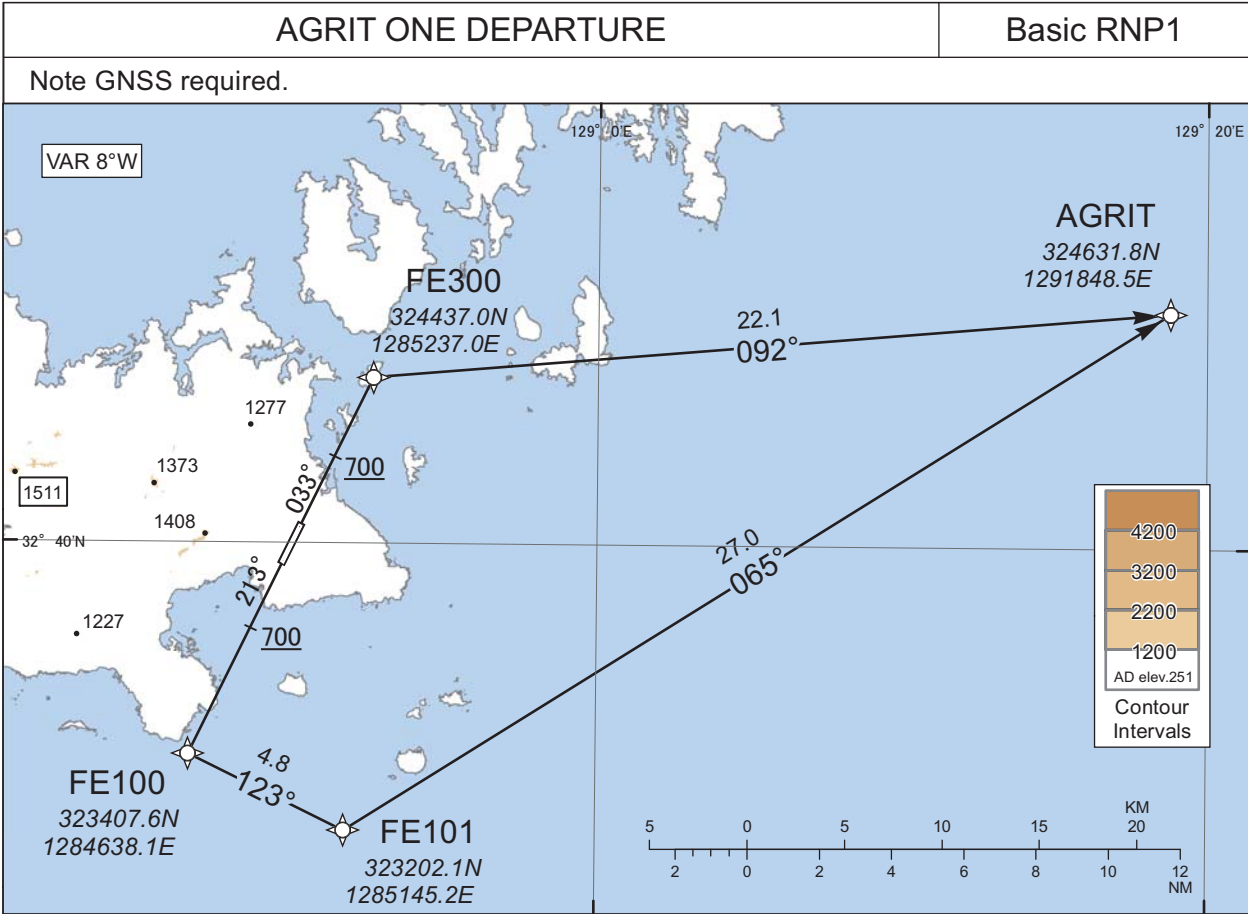 AGRIT ONE DEPARTURE
Basic RNP1
Note GNSS required.
VAR 8°W
129° 0'E
129° 20'E
AGRIT
324631.8N
1291848.5E
FE300
324437.0N
1285237.0E
22.1
092°
1277
700
1373
1511
033°
1408
32° 40'N
213°
27.0
065°
1227
700
4200
3200
2200
1200
AD elev.251
Contour
Intervals
4.8
123°
FE100
323407.6N
1284638.1E
FE101
323202.1N
1285145.2E
KM
5 0 5 10 15 20
2 0 2 4 6 8 10 12
NM